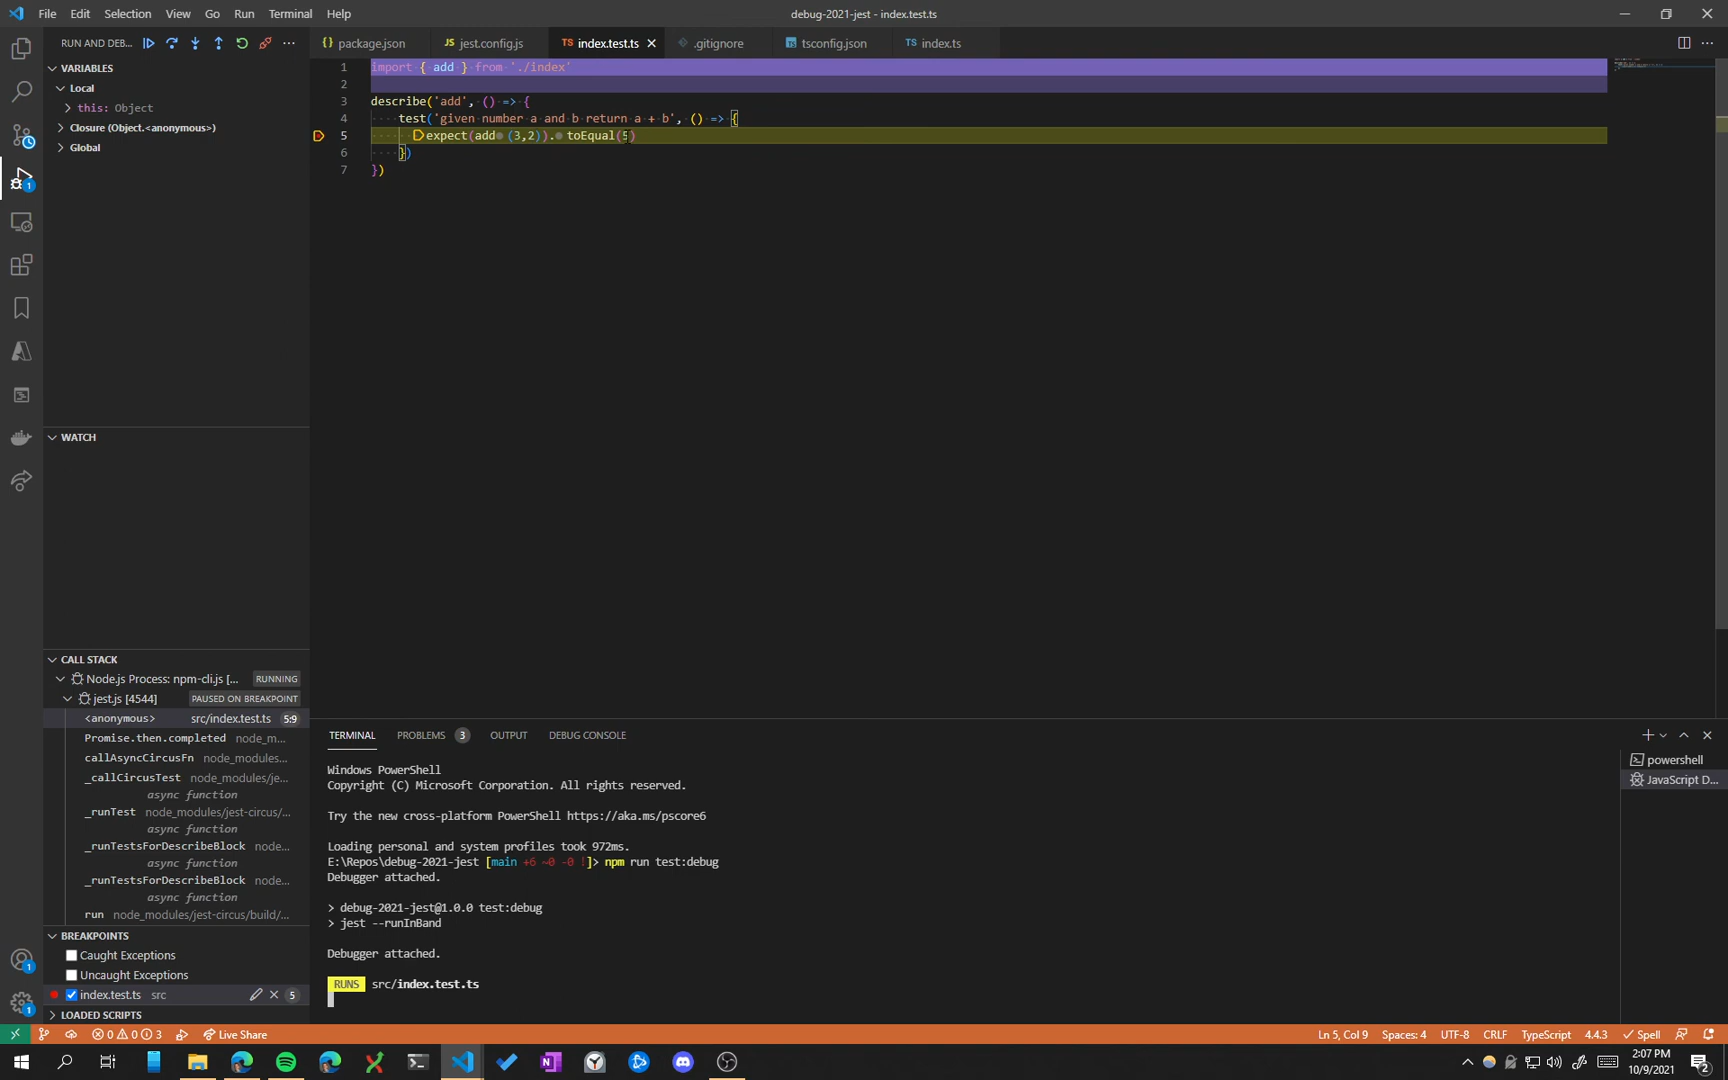 File Edit Selection View Go Run Terminal Help
debug-2021-jest - index.test.ts
RUN AND DEB...
package.json
JS jest.config.js
TS index.test.ts
.gitignore
tsconfig.json
TS index.ts
VARIABLES
Local
this: Object
Closure (Object.<anonymous>)
Global
1 import { add } from './index'
2
3 describe('add', () => {
4 test('given number a and b return a + b', () => {
5 expect(add (3,2)). toEqual(5)
6 })
7 })
WATCH
CALL STACK
Node.js Process: npm-cli.js [... RUNNING
jest.js [4544] PAUSED ON BREAKPOINT
<anonymous> src/index.test.ts 5:9
Promise.then.completed node_m...
callAsyncCircusFn node_modules...
_callCircusTest node_modules/je...
async function
_runTest node_modules/jest-circus/...
async function
_runTestsForDescribeBlock node...
async function
_runTestsForDescribeBlock node...
async function
run node_modules/jest-circus/build/...
BREAKPOINTS
Caught Exceptions
Uncaught Exceptions
index.test.ts src 5
LOADED SCRIPTS
TERMINAL PROBLEMS 3 OUTPUT DEBUG CONSOLE
powershell
JavaScript D...
Windows PowerShell
Copyright (C) Microsoft Corporation. All rights reserved.
Try the new cross-platform PowerShell https://aka.ms/pscore6
Loading personal and system profiles took 972ms.
E:\Repos\debug-2021-jest [main +6 ~0 -0 !]> npm run test:debug
Debugger attached.
> debug-2021-jest@1.0.0 test:debug
> jest --runInBand
Debugger attached.
RUNS src/index.test.ts
0 0 3 Live Share
Ln 5, Col 9 Spaces: 4 UTF-8 CRLF TypeScript 4.4.3 Spell
2:07 PM
10/9/2021
2